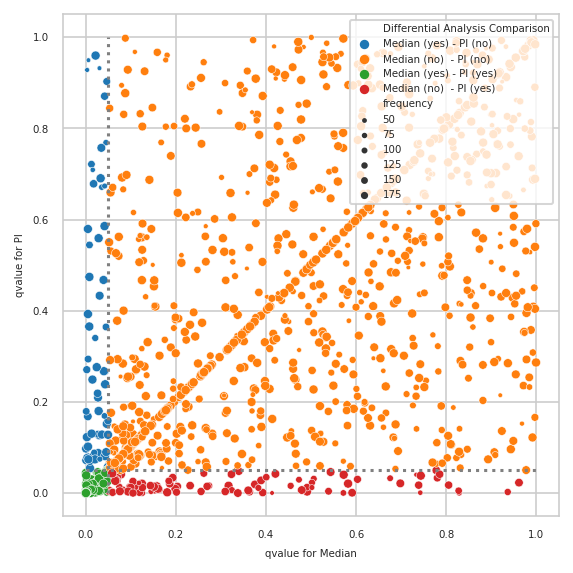 Differential Analysis Comparison
Median (yes) - PI (no)
Median (no) - PI (no)
Median (yes) - PI (yes)
Median (no) - PI (yes)
frequency
50
75
100
125
150
175
1.0
0.8
0.6
0.4
0.2
0.0
qvalue for PI
0.0 0.2 0.4 0.6 0.8 1.0
qvalue for Median